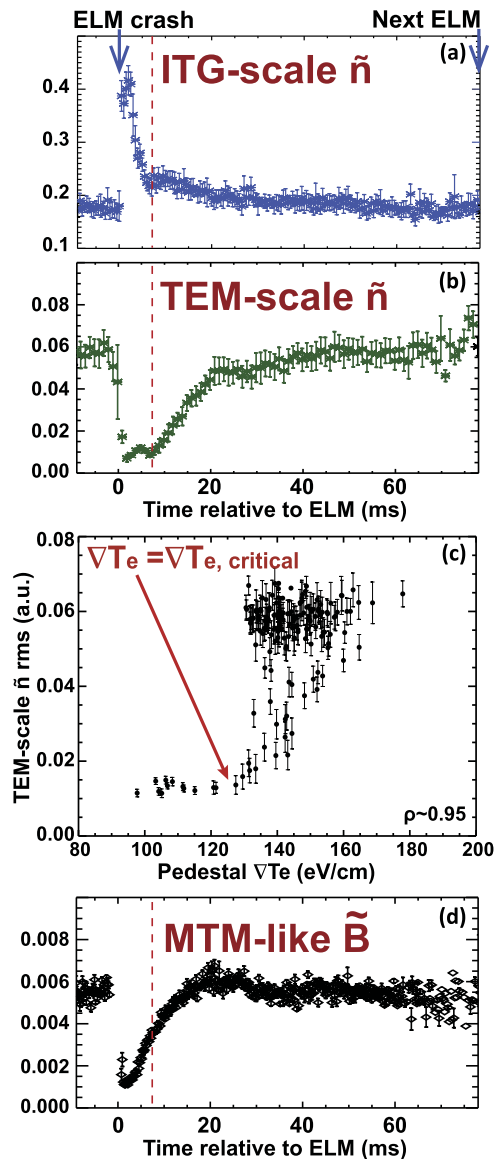 ELM crash Next ELM
(a)
ITG-scale ñ
0.4
0.3
0.2
0.1
(b)
TEM-scale ñ
0.08
0.06
0.04
0.02
0.00
0 20 40 60
Time relative to ELM (ms)
(c)
∇Te = ∇Te, critical
TEM-scale ñ rms (a.u.)
0.08
0.06
0.04
0.02
0.00
ρ~0.95
80 100 120 140 160 180 200
Pedestal ∇Te (eV/cm)
(d)
MTM-like B̃
0.008
0.006
0.004
0.002
0.000
0 20 40 60
Time relative to ELM (ms)